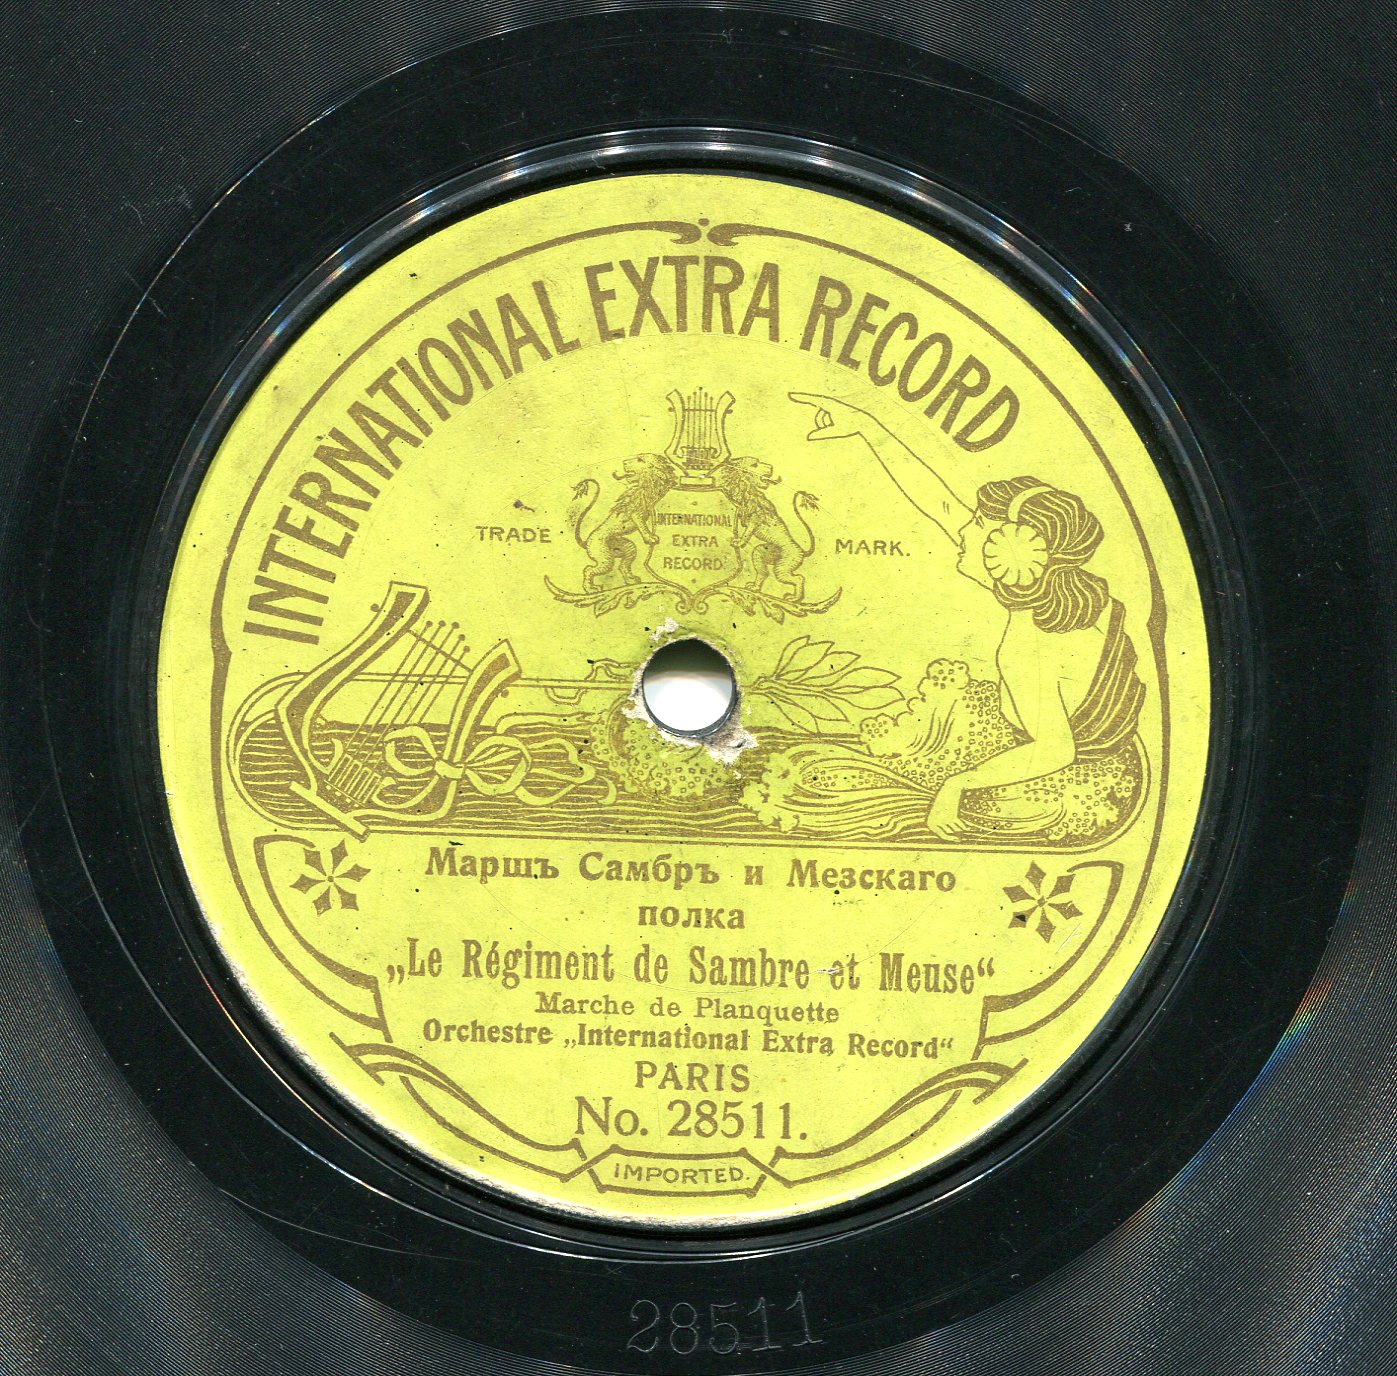 INTERNATIONAL EXTRA RECORD
TRADE MARK.
INTERNATIONAL
EXTRA
RECORD
Маршъ Самбръ и Мезскаго
полка
„Le Régiment de Sambre et Meuse“
Marche de Planquette
Orchestre „International Extra Record“
PARIS
No. 28511.
IMPORTED.
28511